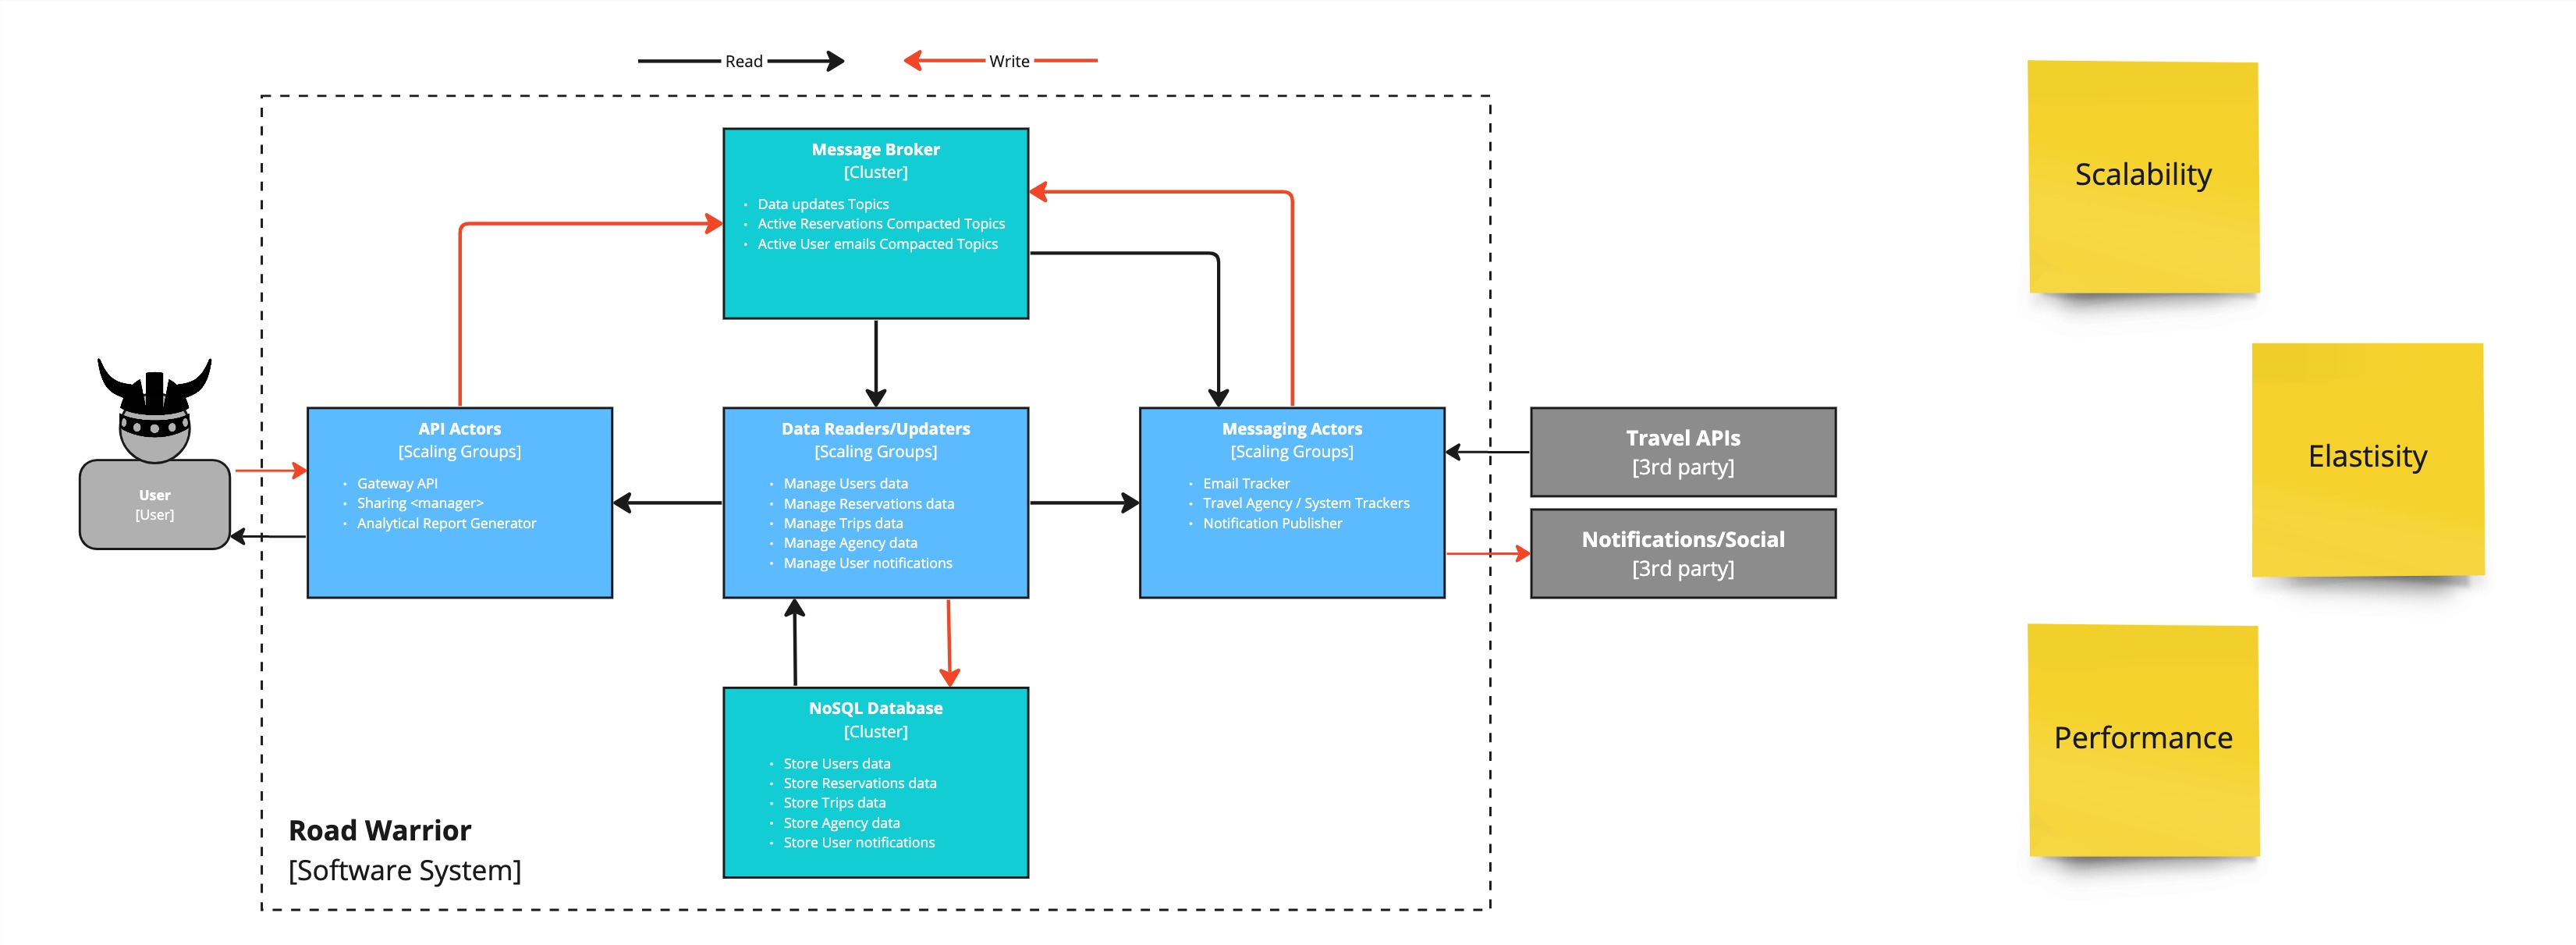 Read
Write
Message Broker
[Cluster]
• Data updates Topics
• Active Reservations Compacted Topics
• Active User emails Compacted Topics
User
[User]
API Actors
[Scaling Groups]
• Gateway API
• Sharing <manager>
• Analytical Report Generator
Data Readers/Updaters
[Scaling Groups]
• Manage Users data
• Manage Reservations data
• Manage Trips data
• Manage Agency data
• Manage User notifications
Messaging Actors
[Scaling Groups]
• Email Tracker
• Travel Agency / System Trackers
• Notification Publisher
Travel APIs
[3rd party]
Notifications/Social
[3rd party]
NoSQL Database
[Cluster]
• Store Users data
• Store Reservations data
• Store Trips data
• Store Agency data
• Store User notifications
Road Warrior
[Software System]
Scalability
Elastisity
Performance